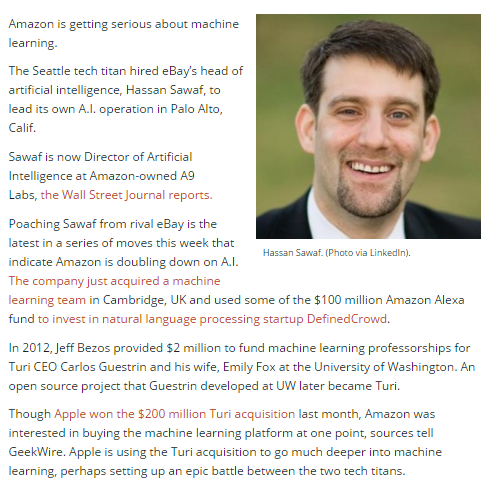 Amazon is getting serious about machine
learning.
The Seattle tech titan hired eBay's head of
artificial intelligence, Hassan Sawaf, to
lead its own A.I. operation in Palo Alto,
Calif.
Sawaf is now Director of Artificial
Intelligence at Amazon-owned A9
Labs, the Wall Street Journal reports.
Poaching Sawaf from rival eBay is the
latest in a series of moves this week that
indicate Amazon is doubling down on A.I.
Hassan Sawaf. (Photo via LinkedIn).
The company just acquired a machine
learning team in Cambridge, UK and used some of the $100 million Amazon Alexa
fund to invest in natural language processing startup DefinedCrowd.
In 2012, Jeff Bezos provided $2 million to fund machine learning professorships for
Turi CEO Carlos Guestrin and his wife, Emily Fox at the University of Washington. An
open source project that Guestrin developed at UW later became Turi.
Though Apple won the $200 million Turi acquisition last month, Amazon was
interested in buying the machine learning platform at one point, sources tell
GeekWire. Apple is using the Turi acquisition to go much deeper into machine
learning, perhaps setting up an epic battle between the two tech titans.